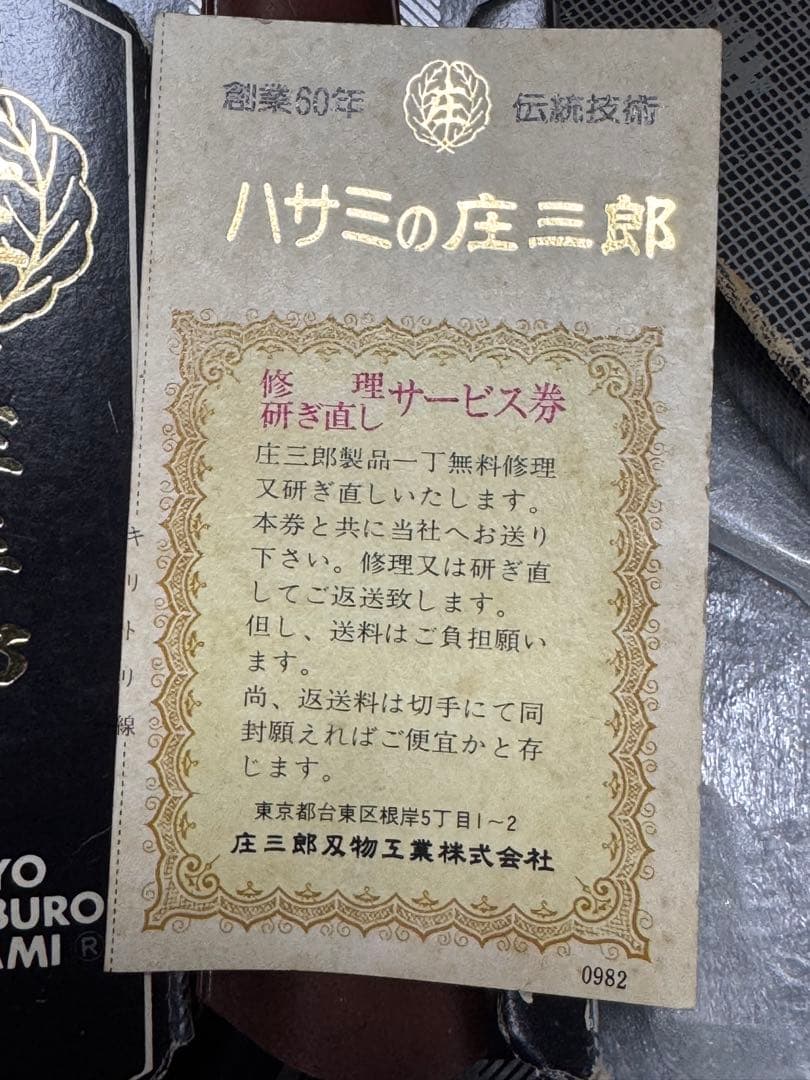 創業60年 庄 伝統技術
ハサミの庄三郎
修理
研ぎ直し
サービス券
庄三郎製品一丁無料修理
又研ぎ直しいたします。
本券と共に当社へお送り
下さい。修理又は研ぎ直
してご返送致します。
但し、送料はご負担願い
ます。
尚、返送料は切手にて同
封願えればご便宜かと存
じます。
東京都台東区根岸5丁目1〜2
庄三郎刃物工業株式会社
0982
キリトリ線
YO
BURO
AMI ®